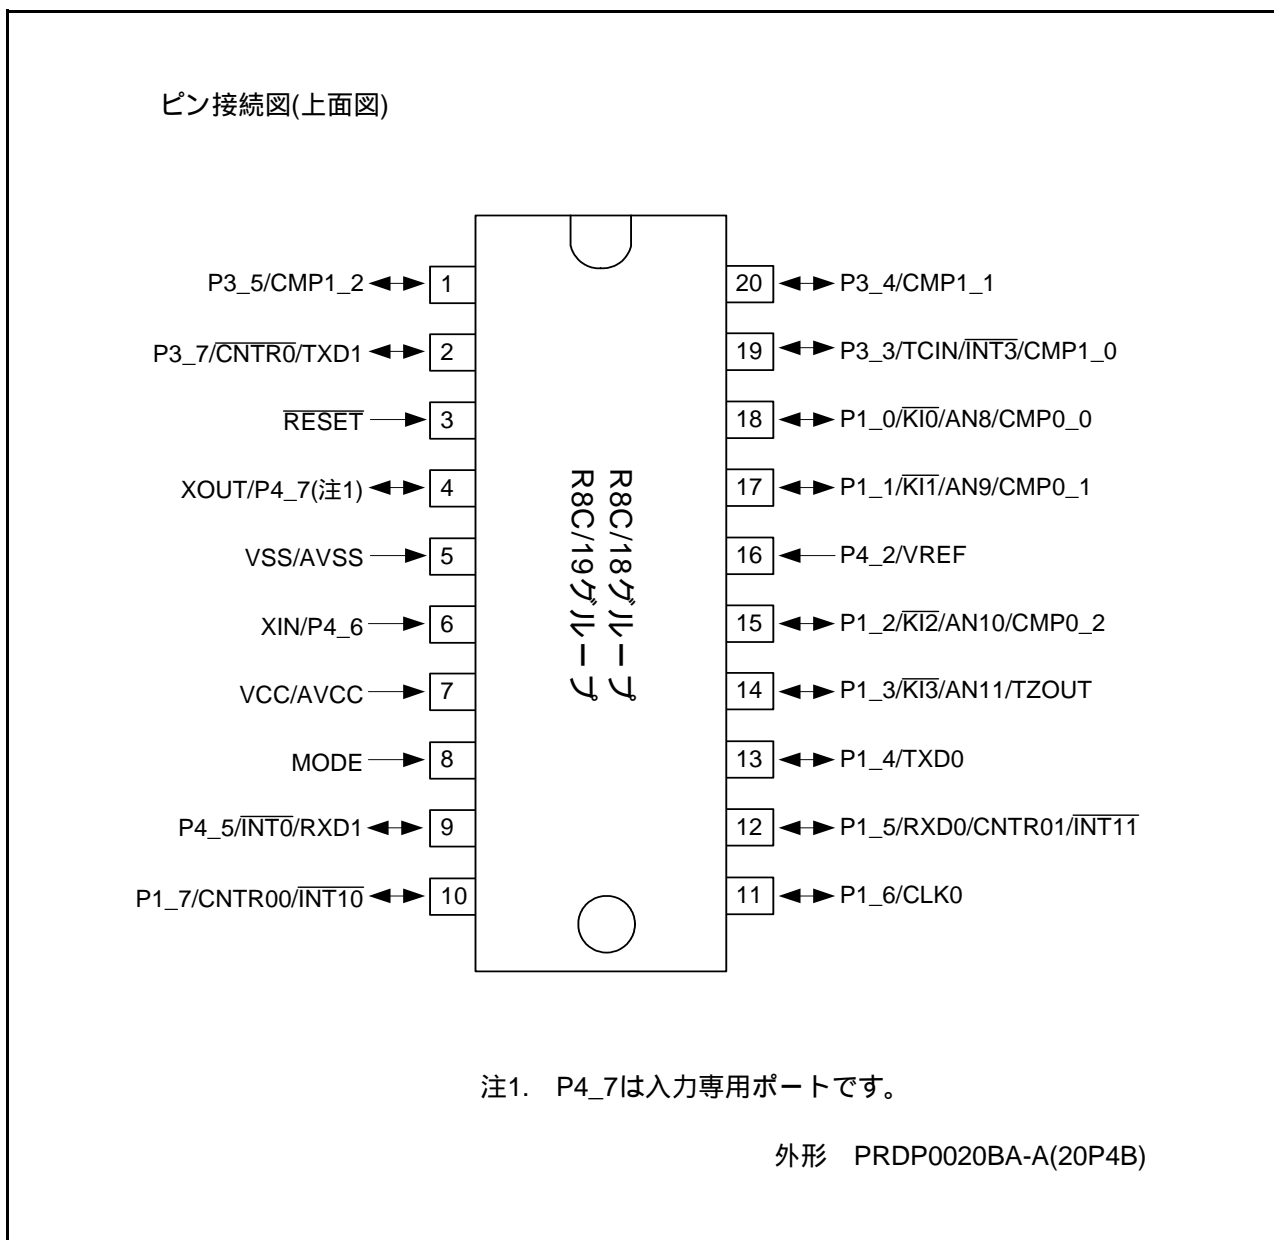 ピン接続図(上面図)
P3_5/CMP1_2 1
P3_7/CNTR0/TXD1 2
RESET 3
XOUT/P4_7(注1) 4
VSS/AVSS 5
XIN/P4_6 6
VCC/AVCC 7
MODE 8
P4_5/INT0/RXD1 9
P1_7/CNTR00/INT10 10
R8C/18グループ
R8C/19グループ
20 P3_4/CMP1_1
19 P3_3/TCIN/INT3/CMP1_0
18 P1_0/KI0/AN8/CMP0_0
17 P1_1/KI1/AN9/CMP0_1
16 P4_2/VREF
15 P1_2/KI2/AN10/CMP0_2
14 P1_3/KI3/AN11/TZOUT
13 P1_4/TXD0
12 P1_5/RXD0/CNTR01/INT11
11 P1_6/CLK0
注1. P4_7は入力専用ポートです。
外形 PRDP0020BA-A(20P4B)